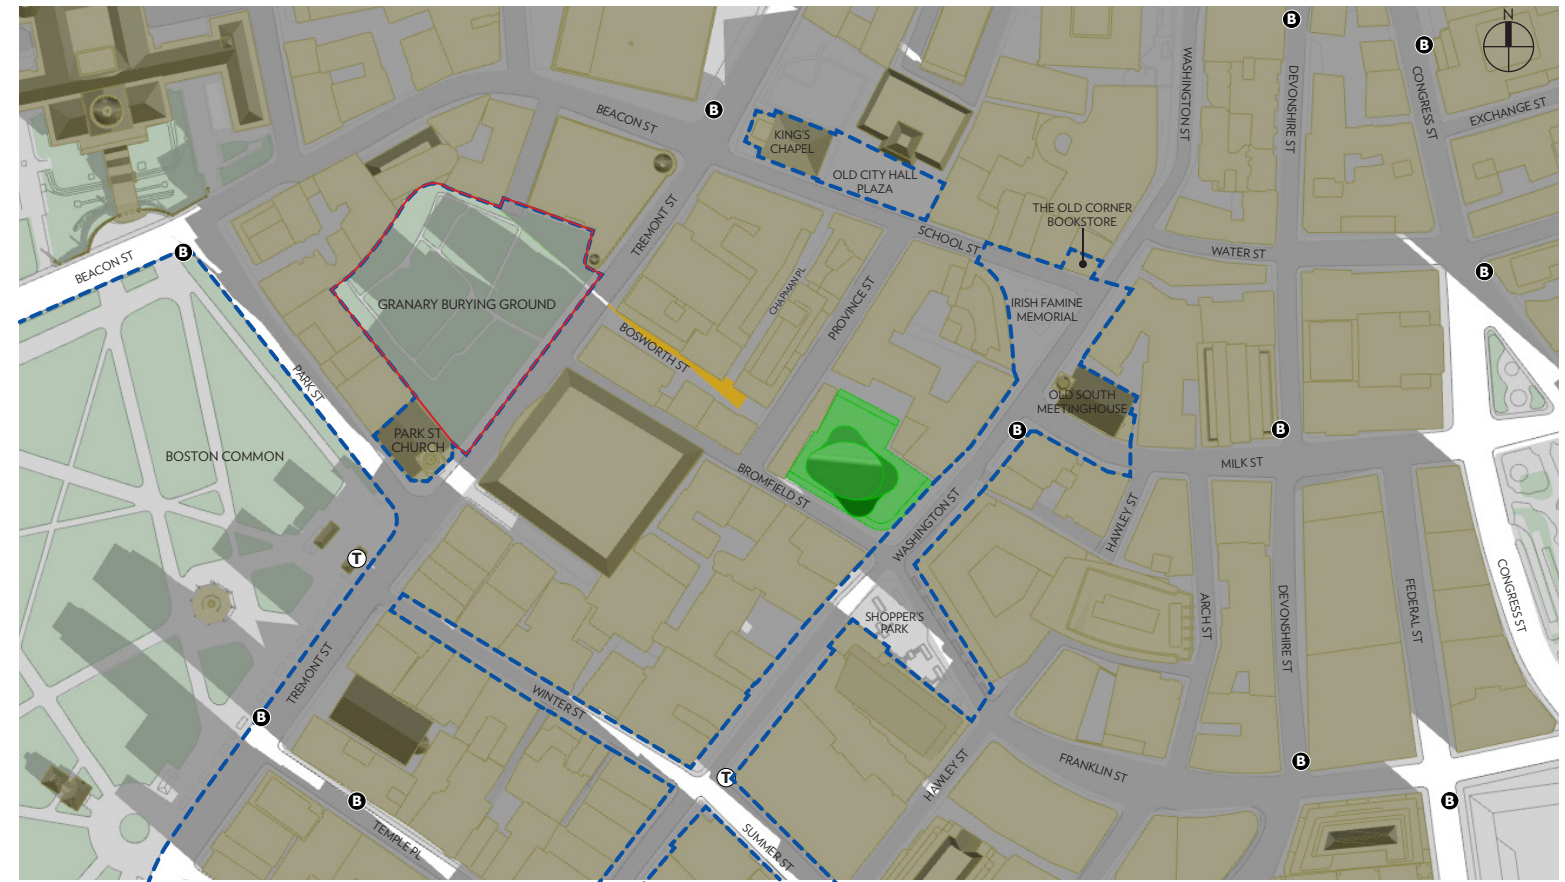 N
B
B
B
WASHINGTON ST
DEVONSHIRE ST
CONGRESS ST
EXCHANGE ST
BEACON ST
KING'S
CHAPEL
OLD CITY HALL
PLAZA
THE OLD CORNER
BOOKSTORE
TREMONT ST
SCHOOL ST
WATER ST
B
BEACON ST
B
CHAPMAN PL
PROVINCE ST
GRANARY BURYING GROUND
IRISH FAMINE
MEMORIAL
BOSWORTH ST
PARK ST
OLD SOUTH
MEETINGHOUSE
PARK ST
CHURCH
B
B
BOSTON COMMON
MILK ST
BROMFIELD ST
WASHINGTON ST
HAWLEY ST
T
SHOPPER'S
PARK
ARCH ST
DEVONSHIRE ST
FEDERAL ST
CONGRESS ST
TREMONT ST
WINTER ST
B
HAWLEY ST
FRANKLIN ST
B
T
B
B
TEMPLE PL
SUMMER ST